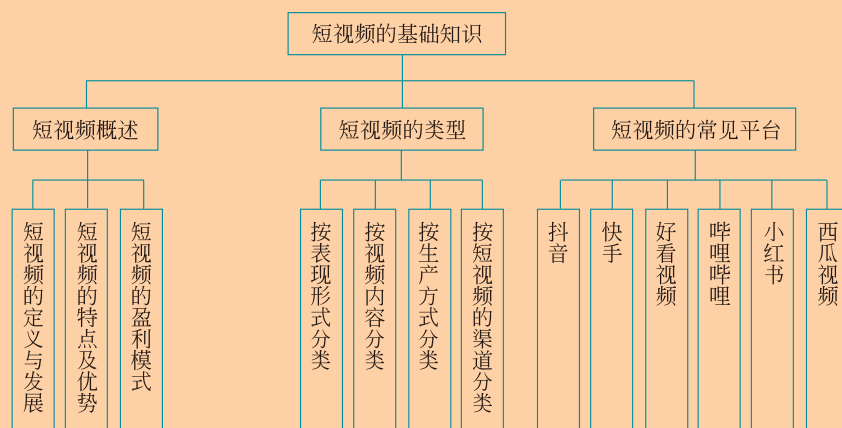 短视频的基础知识
短视频概述
短视频的类型
短视频的常见平台
短视频的定义与发展
短视频的特点及优势
短视频的盈利模式
按表现形式分类
按视频内容分类
按生产方式分类
按短视频的渠道分类
抖音
快手
好看视频
哔哩哔哩
小红书
西瓜视频